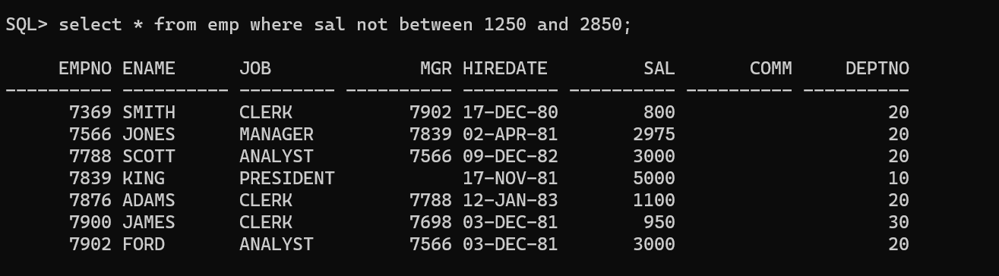 SQL> select * from emp where sal not between 1250 and 2850;

     EMPNO ENAME      JOB              MGR HIREDATE         SAL       COMM     DEPTNO
---------- ---------- --------- ---------- --------- ---------- ---------- ----------
      7369 SMITH      CLERK           7902 17-DEC-80        800                    20
      7566 JONES      MANAGER         7839 02-APR-81       2975                    20
      7788 SCOTT      ANALYST         7566 09-DEC-82       3000                    20
      7839 KING       PRESIDENT            17-NOV-81       5000                    10
      7876 ADAMS      CLERK           7788 12-JAN-83       1100                    20
      7900 JAMES      CLERK           7698 03-DEC-81        950                    30
      7902 FORD       ANALYST         7566 03-DEC-81       3000                    20